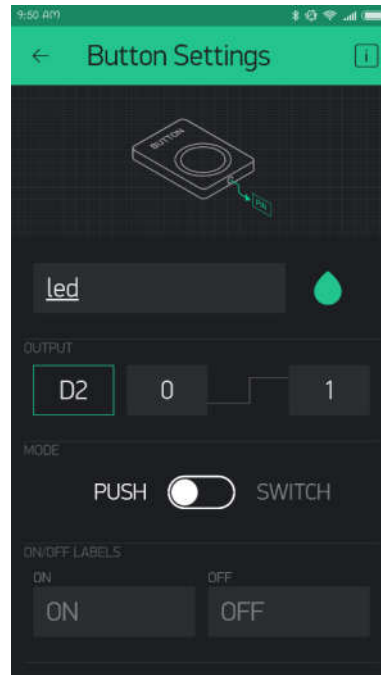 9:50 AM
← Button Settings i
BUTTON
PIN
led
OUTPUT
D2 0 1
MODE
PUSH SWITCH
ON/OFF LABELS
ON OFF
ON OFF